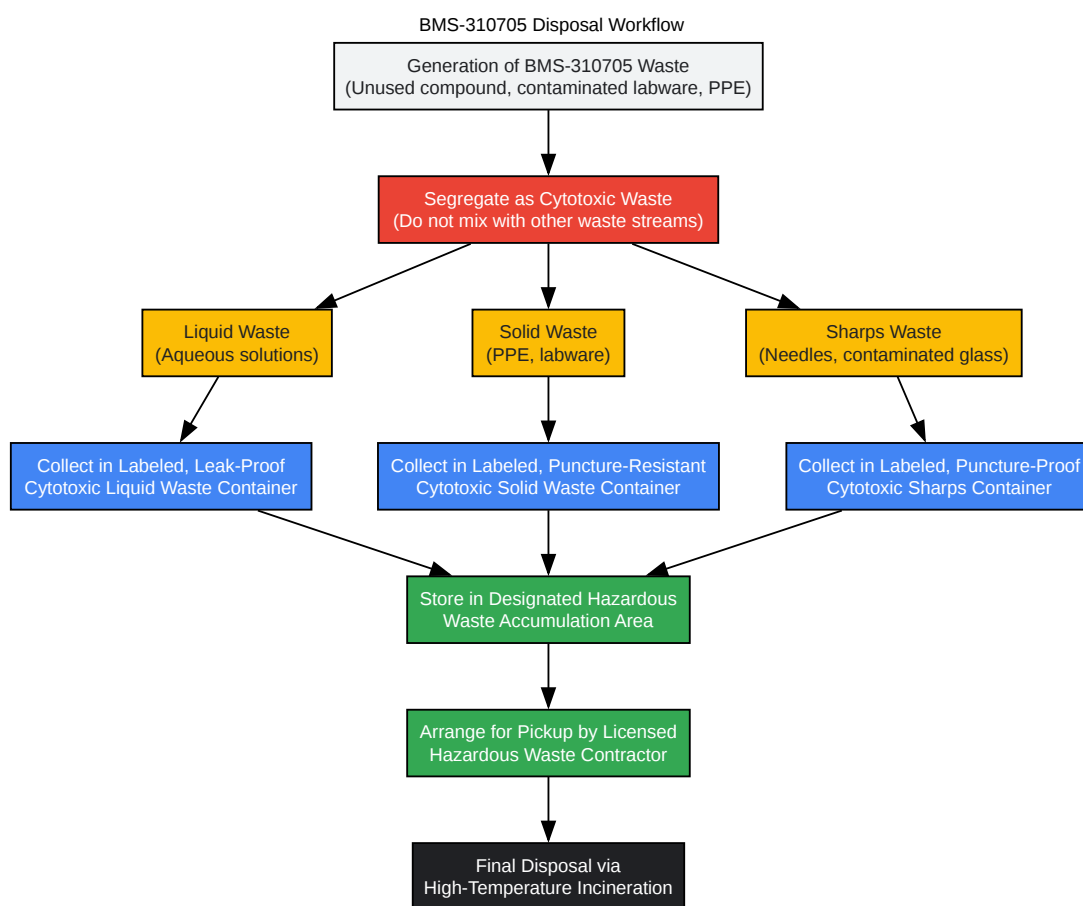 BMS-310705 Disposal Workflow
Generation of BMS-310705 Waste
(Unused compound, contaminated labware, PPE)
Segregate as Cytotoxic Waste
(Do not mix with other waste streams)
Liquid Waste
(Aqueous solutions)
Solid Waste
(PPE, labware)
Sharps Waste
(Needles, contaminated glass)
Collect in Labeled, Leak-Proof
Cytotoxic Liquid Waste Container
Collect in Labeled, Puncture-Resistant
Cytotoxic Solid Waste Container
Collect in Labeled, Puncture-Proof
Cytotoxic Sharps Container
Store in Designated Hazardous
Waste Accumulation Area
Arrange for Pickup by Licensed
Hazardous Waste Contractor
Final Disposal via
High-Temperature Incineration